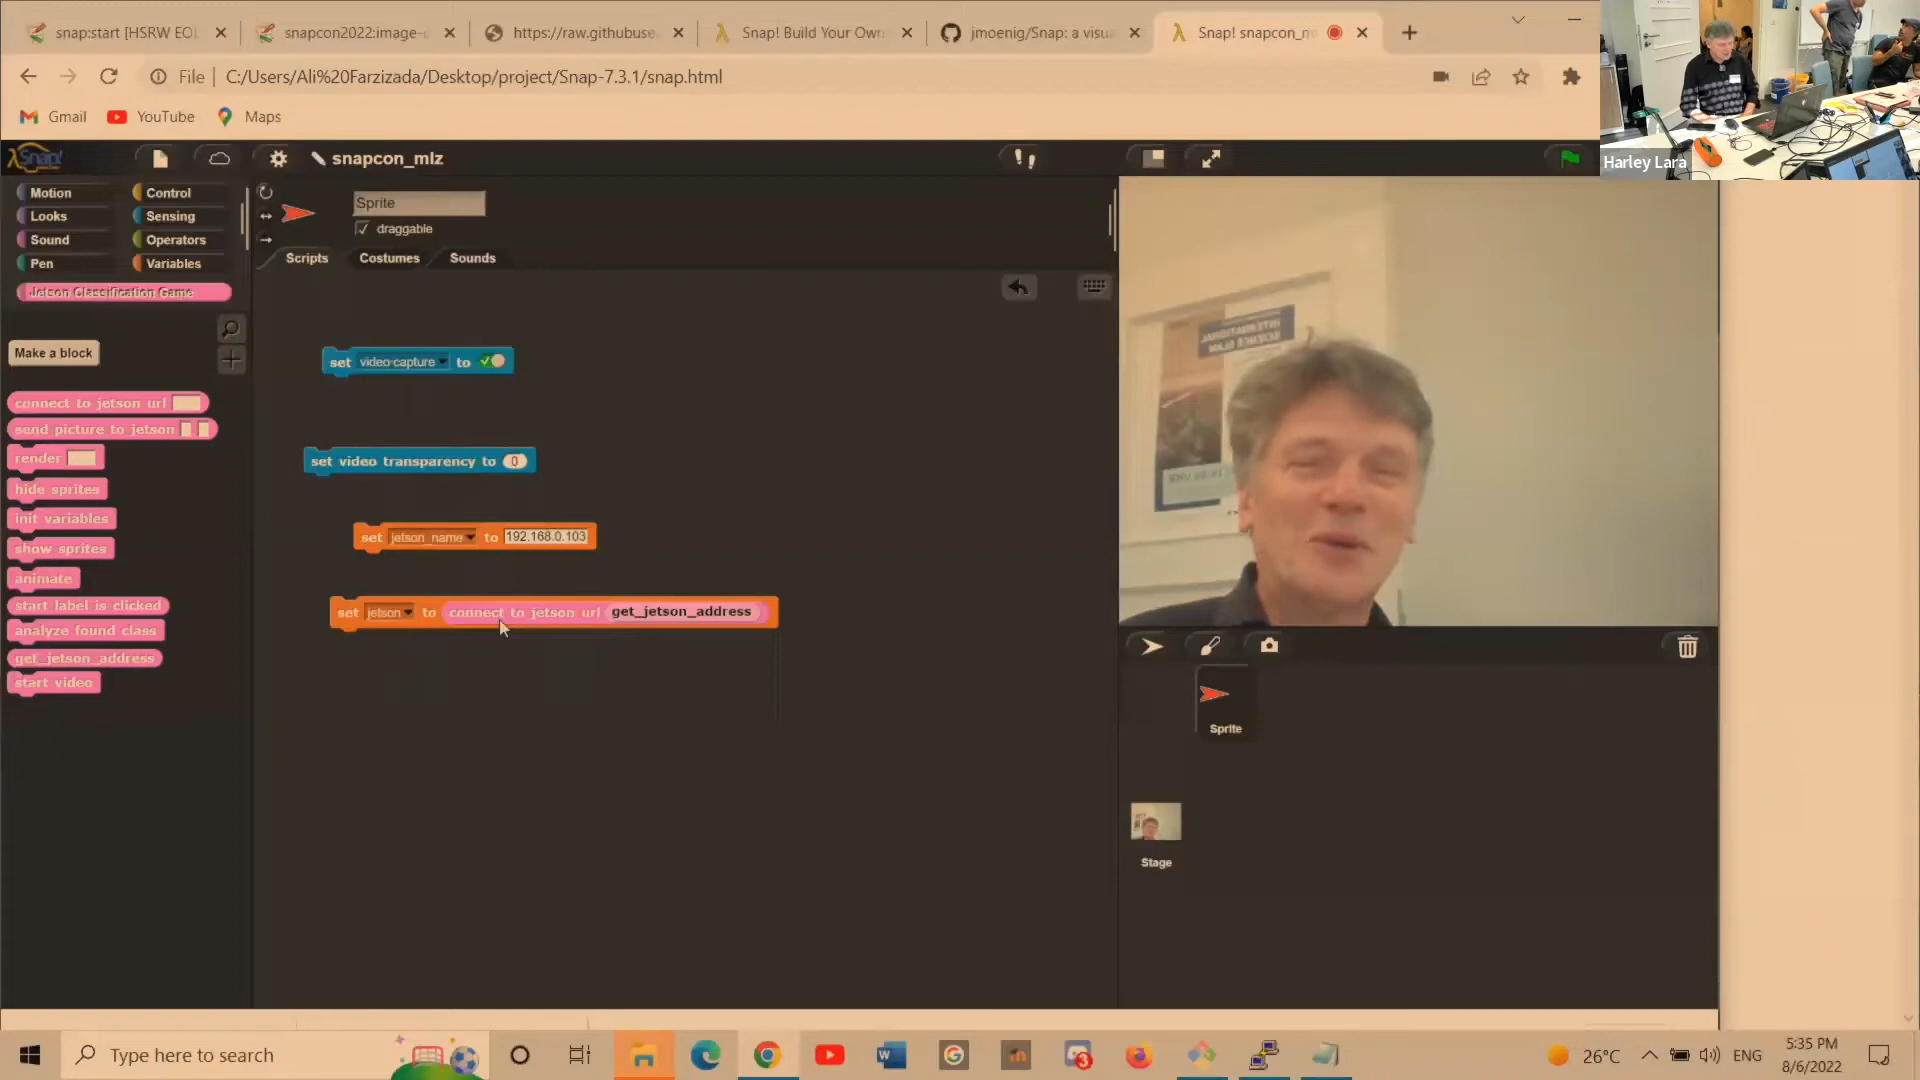 snap:start [HSRW EOL
snapcon2022:image-c
https://raw.githubuse
Snap! Build Your Own
jmoenig/Snap: a visua
Snap! snapcon_m
File
C:/Users/Ali%20Farzizada/Desktop/project/Snap-7.3.1/snap.html
Gmail
YouTube
Maps
Harley Lara
Snap!
snapcon_mlz
Motion
Control
Looks
Sensing
Sound
Operators
Pen
Variables
Jetson Classification Game
Sprite
draggable
Scripts
Costumes
Sounds
Make a block
connect to jetson url
send picture to jetson
render
hide sprites
init variables
show sprites
animate
start label is clicked
analyze found class
get_jetson_address
start video
set video capture to
set video transparency to 0
set jetson_name to 192.168.0.103
set jetson to connect to jetson url get_jetson_address
INTERNATIONAL
SCIENCE SLAM
Sprite
Stage
Type here to search
3
26°C
ENG
5:35 PM
8/6/2022